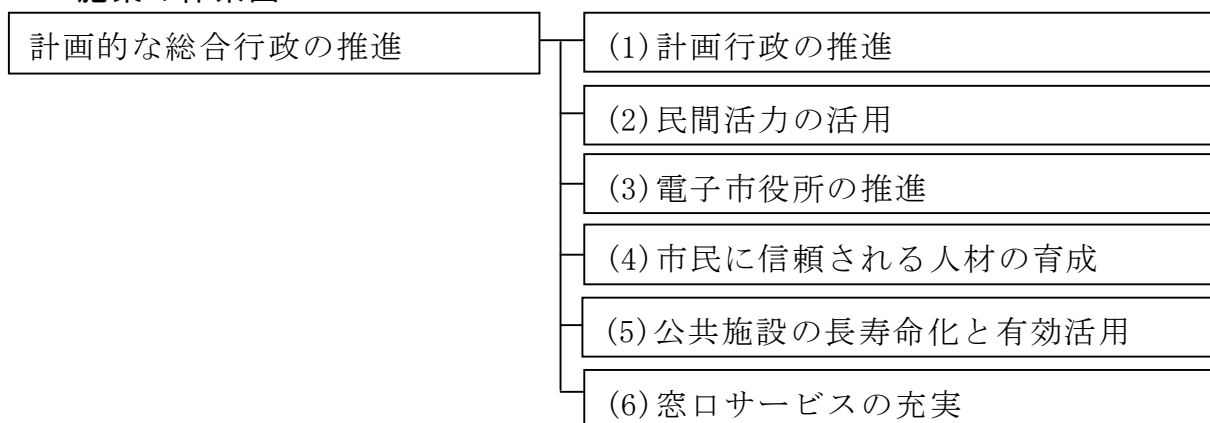 計画的な総合行政の推進
(1)計画行政の推進
(2)民間活力の活用
(3)電子市役所の推進
(4)市民に信頼される人材の育成
(5)公共施設の長寿命化と有効活用
(6)窓口サービスの充実